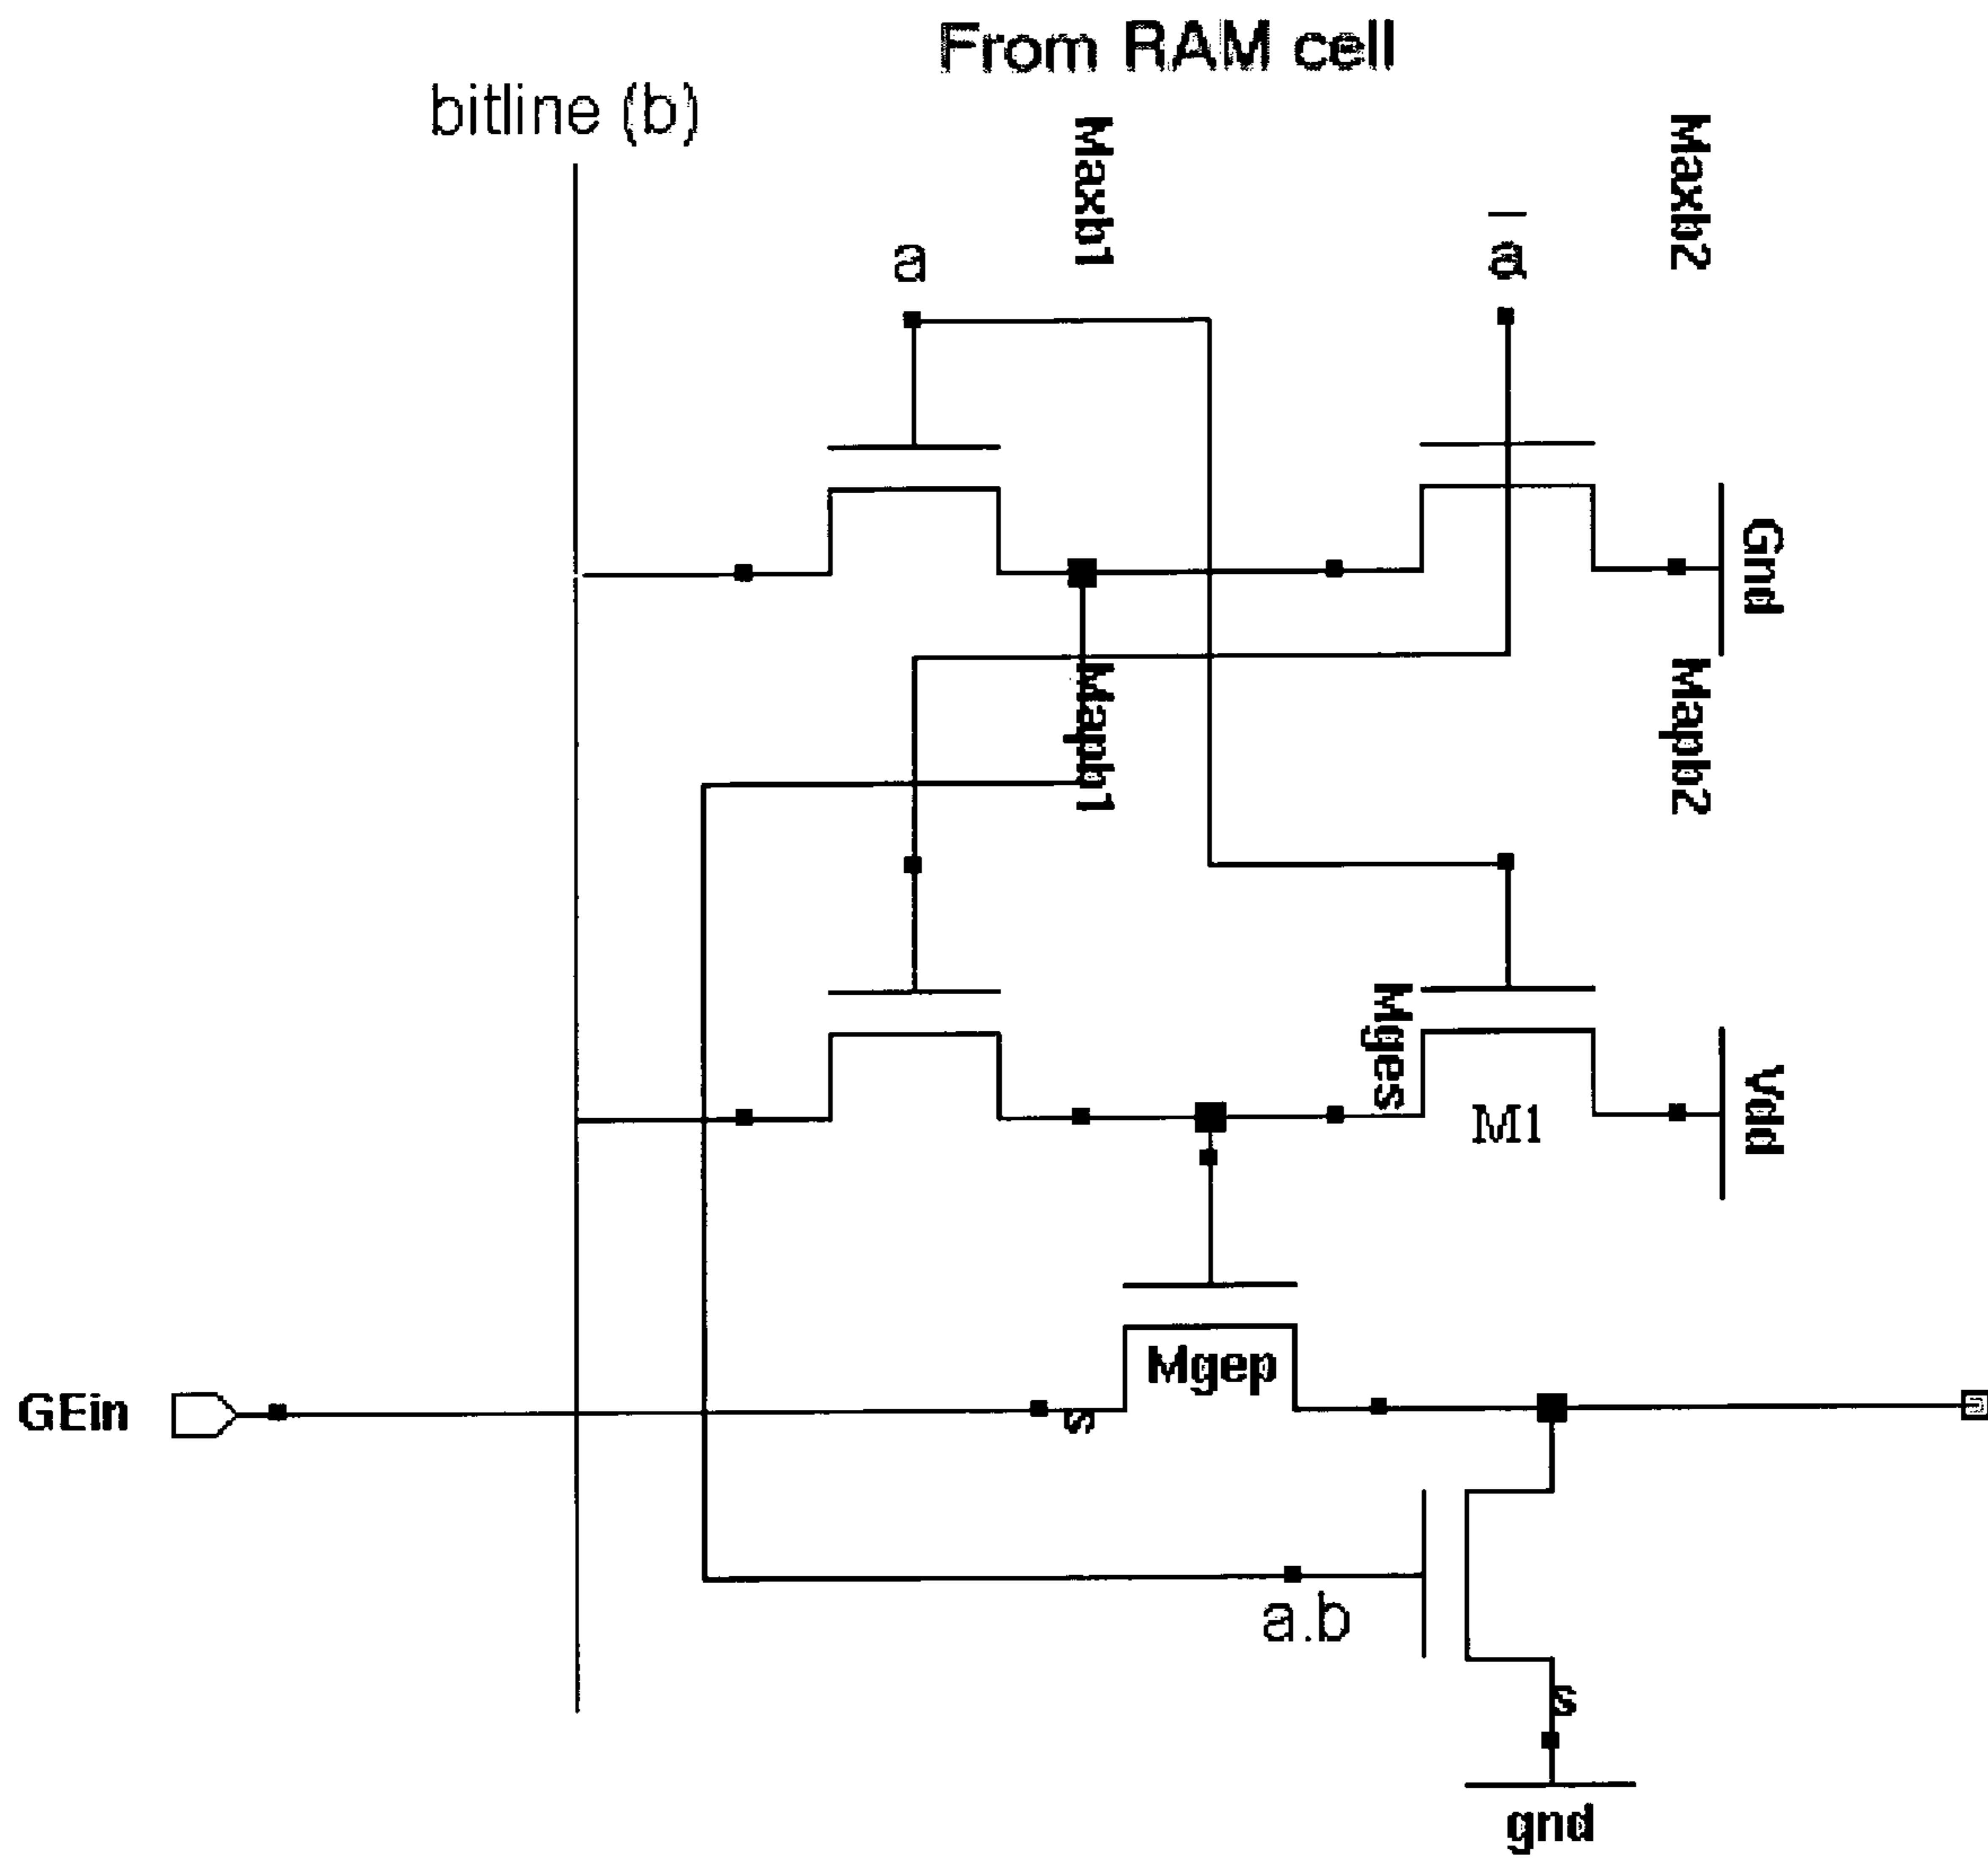 From RAM cell
bitline (b)
Maxb1
Maxb2
a
a̅
Gnd
Mapb1
Mapb2
Mges
M1
Vdd
Mgep
GEin
s
a.b
s
gnd